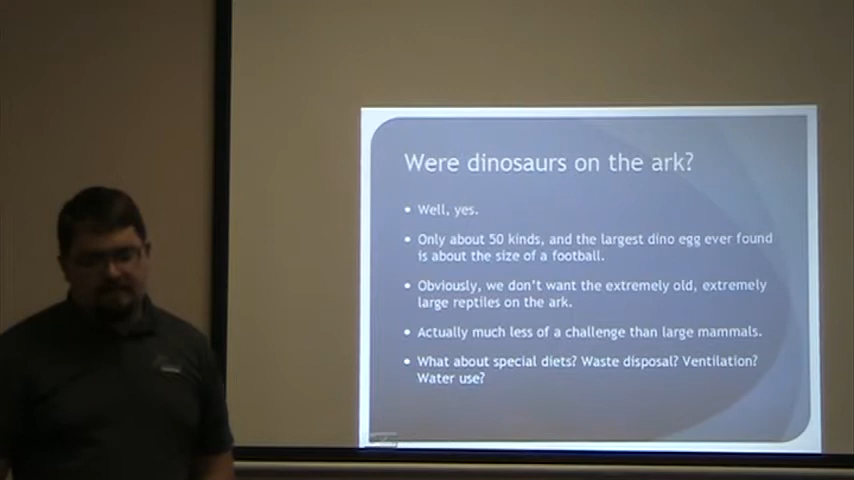 Were dinosaurs on the ark?
• Well, yes.
• Only about 50 kinds, and the largest dino egg ever found
is about the size of a football.
• Obviously, we don't want the extremely old, extremely
large reptiles on the ark.
• Actually much less of a challenge than large mammals.
• What about special diets? Waste disposal? Ventilation?
Water use?